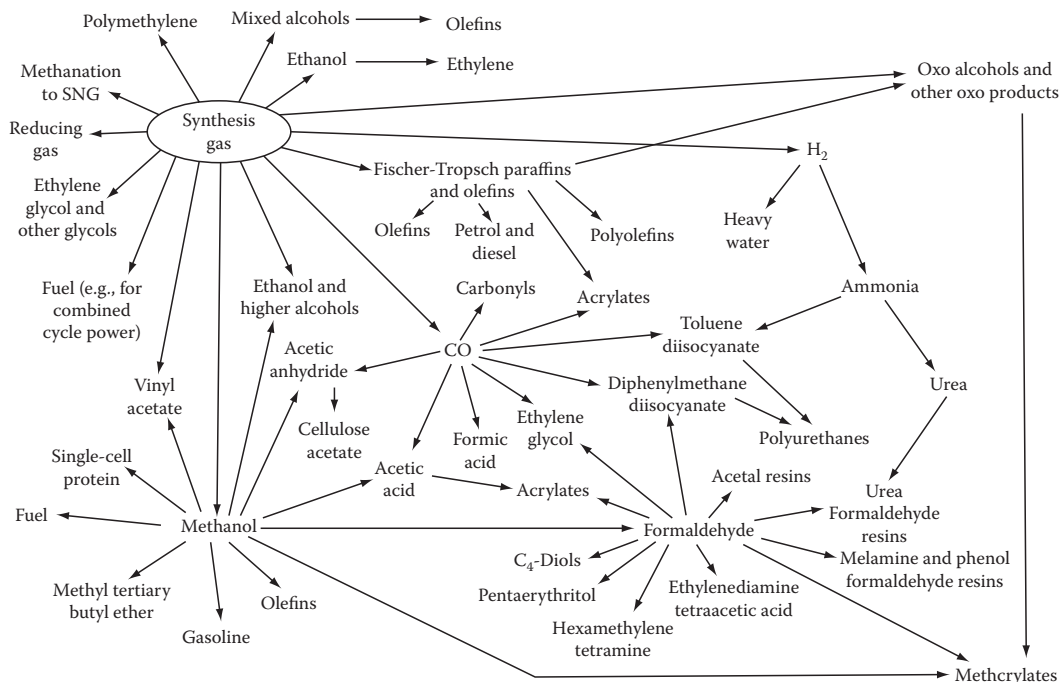 Polymethylene
Mixed alcohols
Olefins
Ethanol
Ethylene
Methanation
to SNG
Oxo alcohols and
other oxo products
Synthesis
gas
Reducing
gas
H2
Fischer-Tropsch paraffins
and olefins
Ethylene
glycol and
other glycols
Olefins
Petrol and
diesel
Polyolefins
Heavy
water
Fuel (e.g., for
combined
cycle power)
Ethanol and
higher alcohols
Carbonyls
Acrylates
Ammonia
Toluene
diisocyanate
Acetic
anhydride
CO
Vinyl
acetate
Diphenylmethane
diisocyanate
Urea
Cellulose
acetate
Formic
acid
Ethylene
glycol
Polyurethanes
Single-cell
protein
Acetic
acid
Acrylates
Acetal resins
Urea
Formaldehyde
resins
Fuel
Methanol
Formaldehyde
C4-Diols
Melamine and phenol
formaldehyde resins
Methyl tertiary
butyl ether
Olefins
Pentaerythritol
Ethylenediamine
tetraacetic acid
Gasoline
Hexamethylene
tetramine
Methcrylates